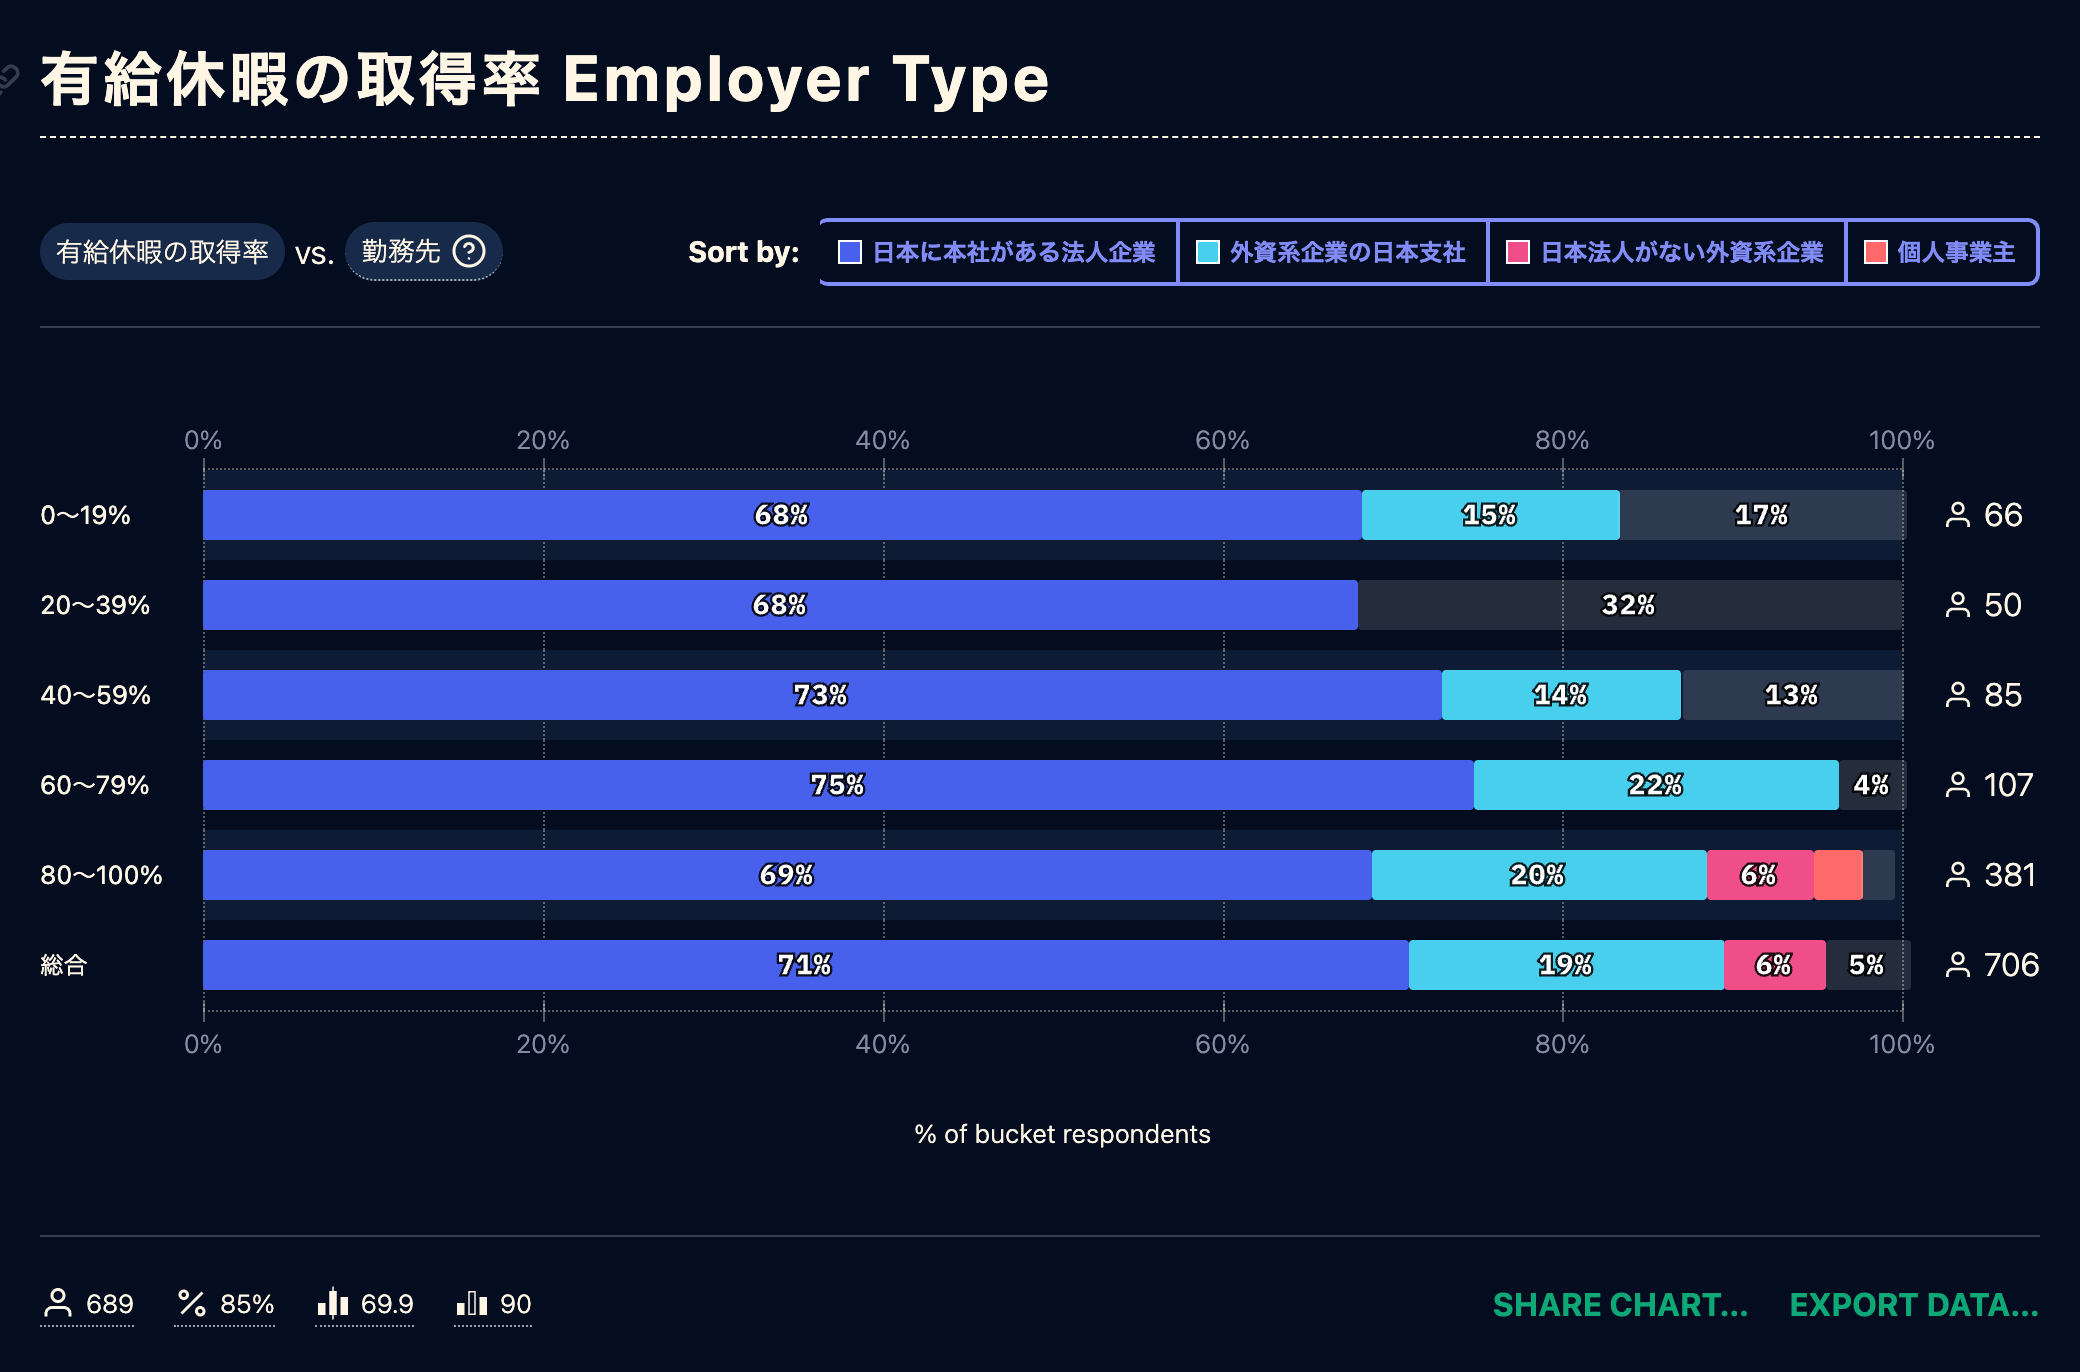 有給休暇の取得率 Employer Type
有給休暇の取得率 vs. 勤務先 ?
Sort by: 日本に本社がある法人企業 外資系企業の日本支社 日本法人がない外資系企業 個人事業主
0% 20% 40% 60% 80% 100%
0〜19% 68% 15% 17% 66
20〜39% 68% 32% 50
40〜59% 73% 14% 13% 85
60〜79% 75% 22% 4% 107
80〜100% 69% 20% 6% 381
総合 71% 19% 6% 5% 706
0% 20% 40% 60% 80% 100%
% of bucket respondents
689 85% 69.9 90 SHARE CHART... EXPORT DATA...